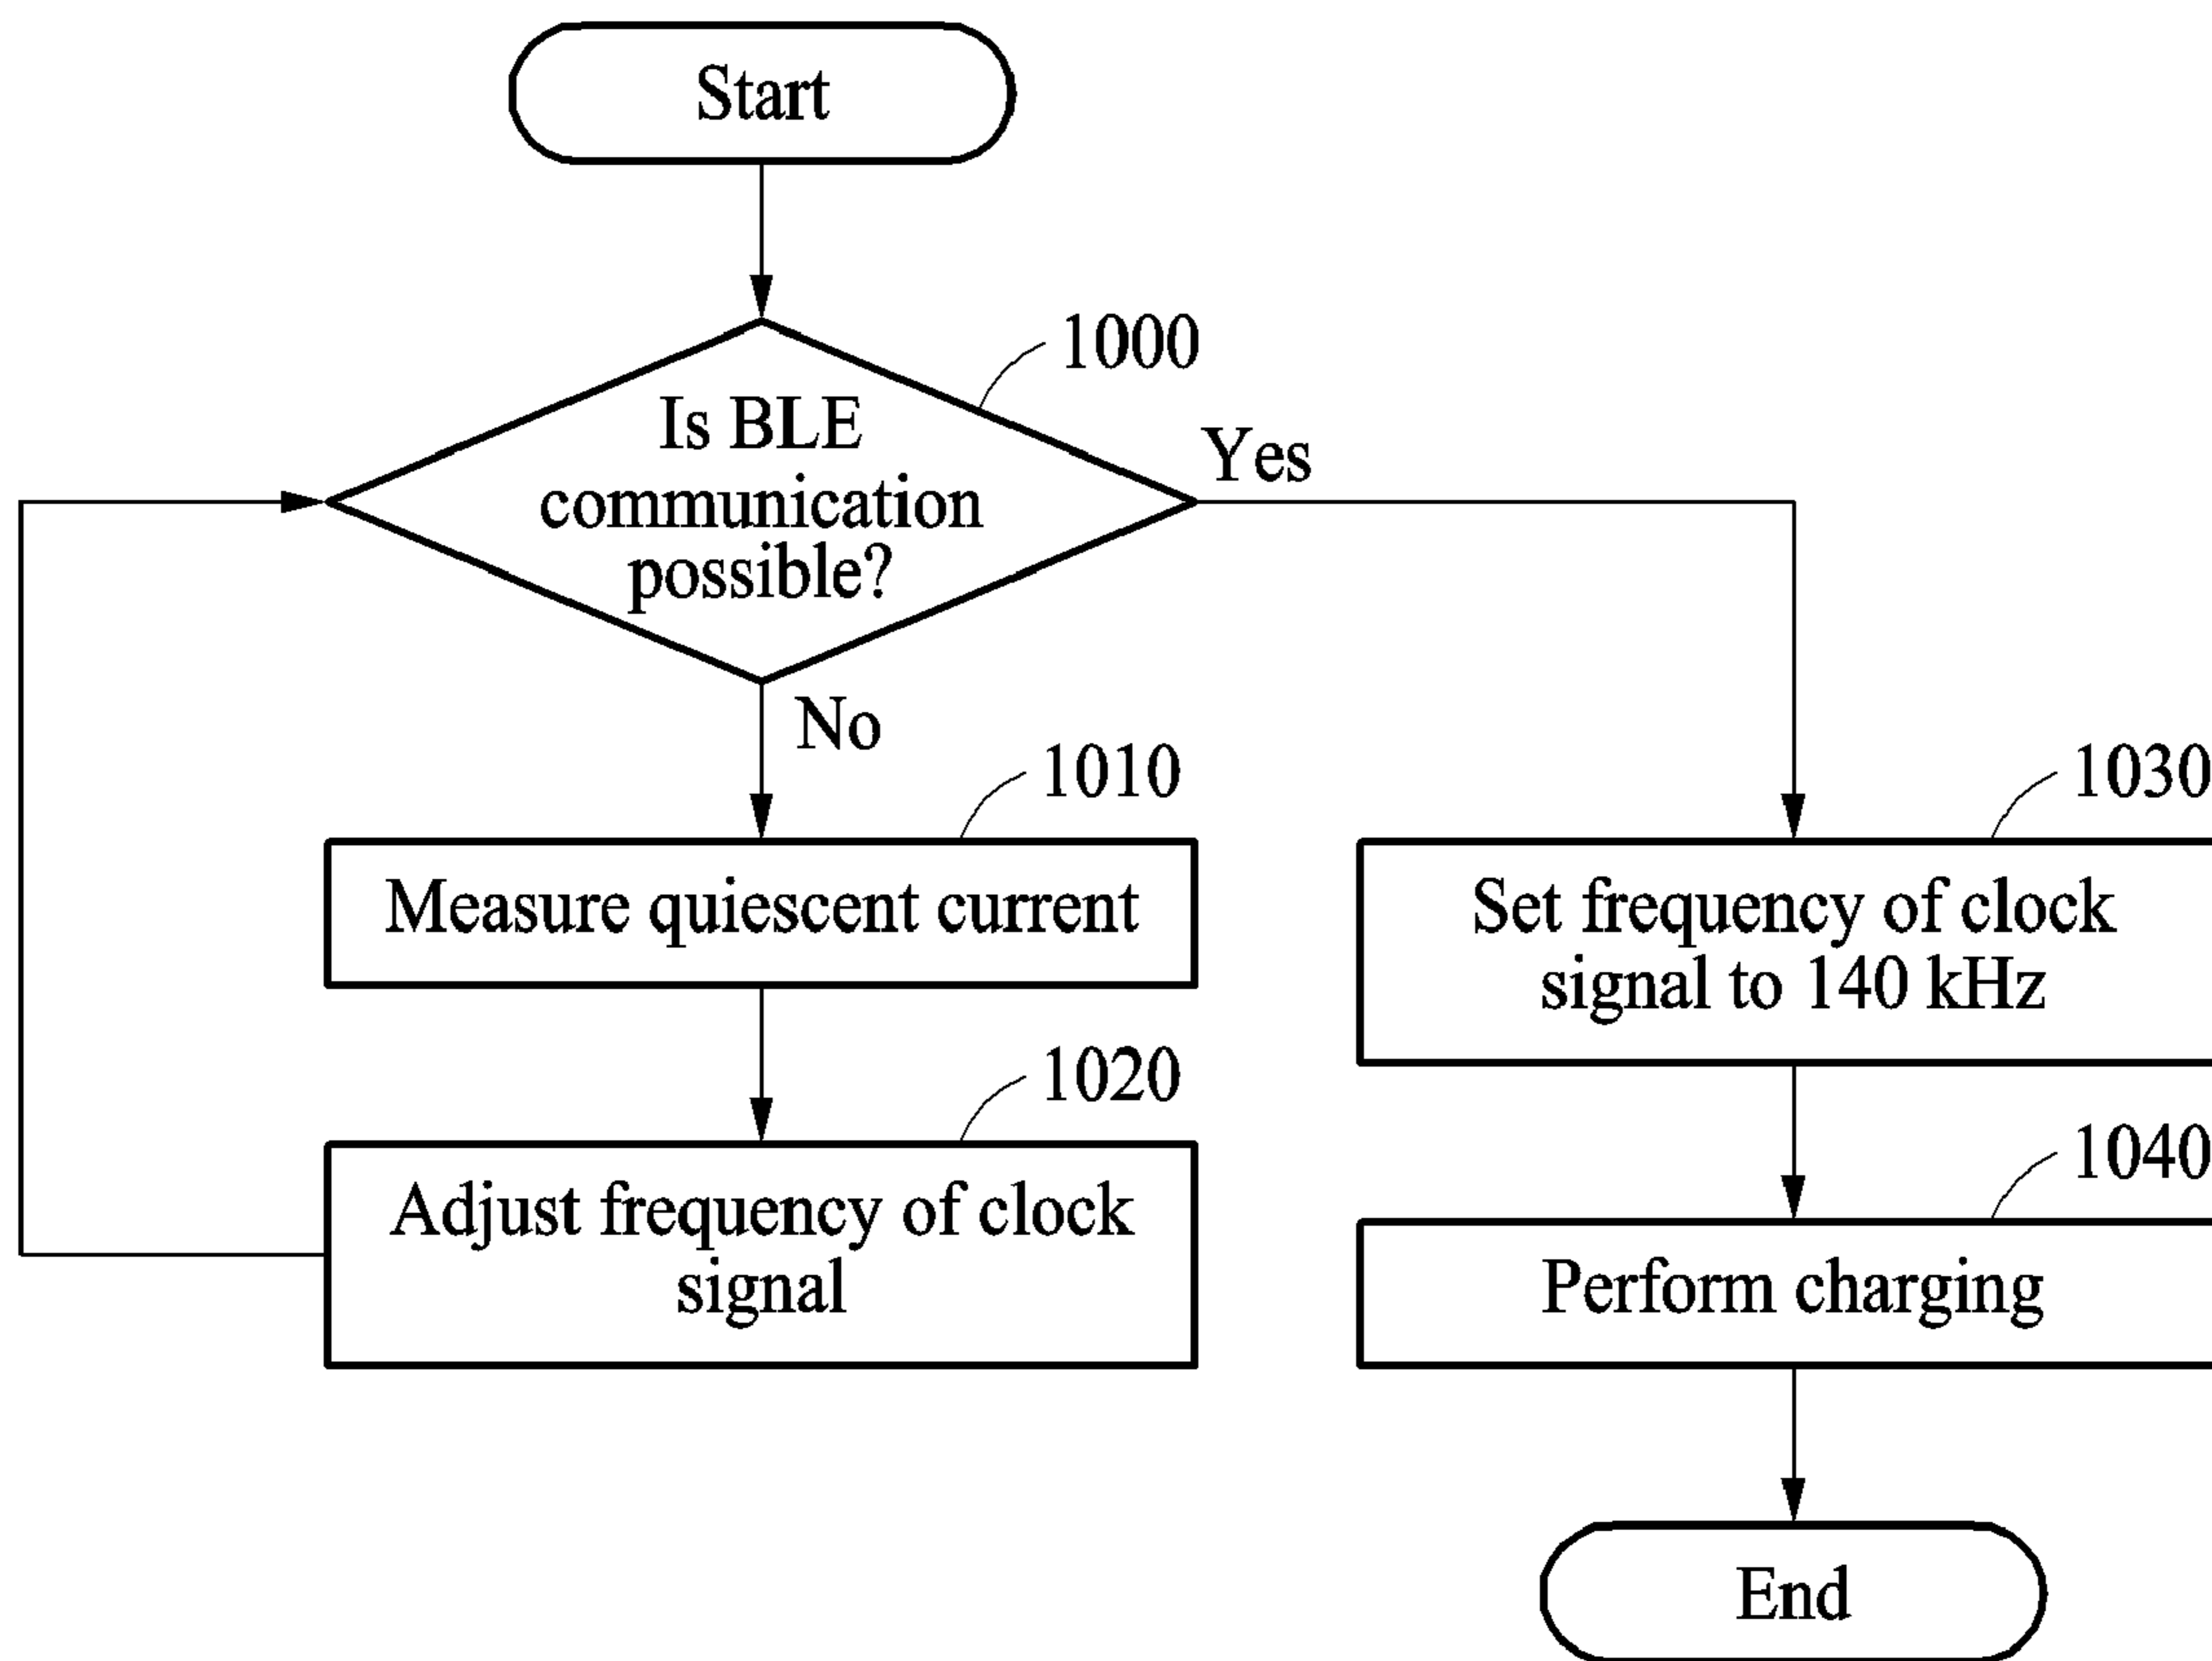 Start
1000
Is BLE
communication
possible?
Yes
No
1010
Measure quiescent current
1020
Adjust frequency of clock
signal
1030
Set frequency of clock
signal to 140 kHz
1040
Perform charging
End